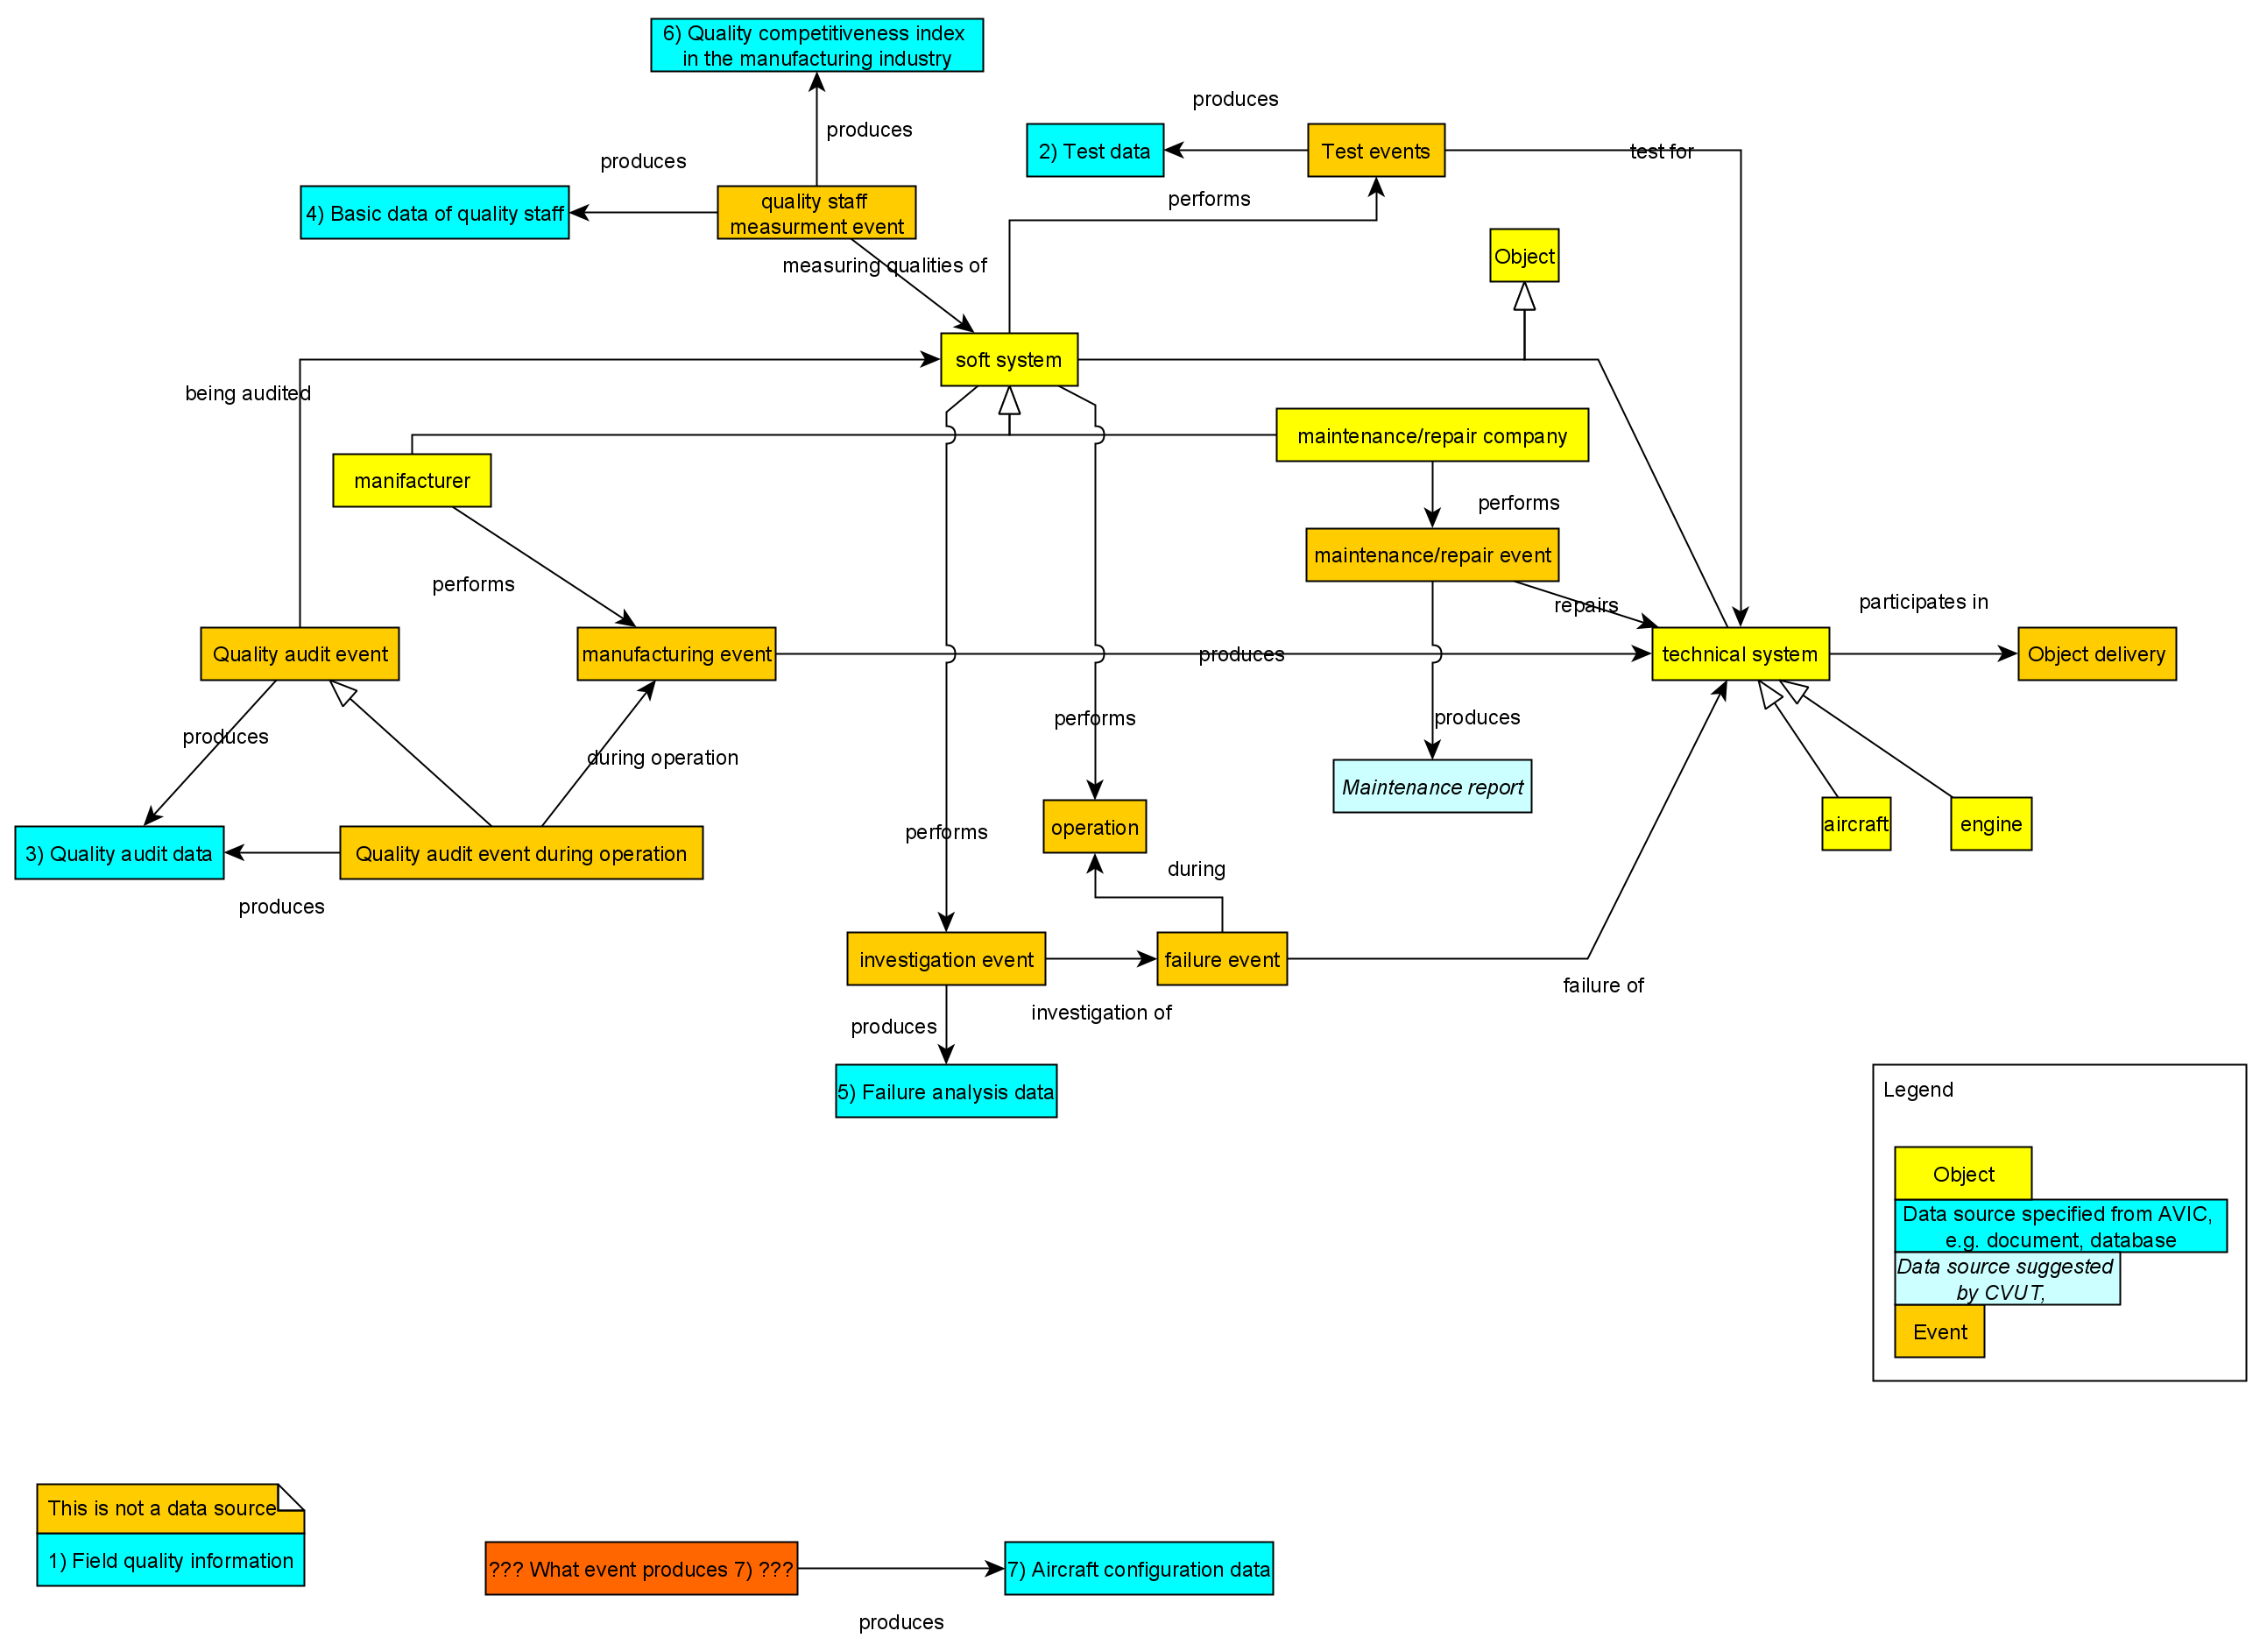 6) Quality competitiveness index
in the manufacturing industry
produces
2) Test data
Test events
test for
produces
produces
4) Basic data of quality staff
quality staff
measurment event
performs
measuring qualities of
Object
soft system
being audited
maintenance/repair company
manifacturer
performs
maintenance/repair event
performs
repairs
participates in
Quality audit event
manufacturing event
produces
technical system
Object delivery
produces
during operation
performs
produces
Maintenance report
operation
aircraft
engine
performs
3) Quality audit data
Quality audit event during operation
during
produces
investigation event
failure event
failure of
investigation of
produces
5) Failure analysis data
Legend
Object
Data source specified from AVIC,
e.g. document, database
Data source suggested
by CVUT,
Event
This is not a data source
1) Field quality information
??? What event produces 7) ???
7) Aircraft configuration data
produces